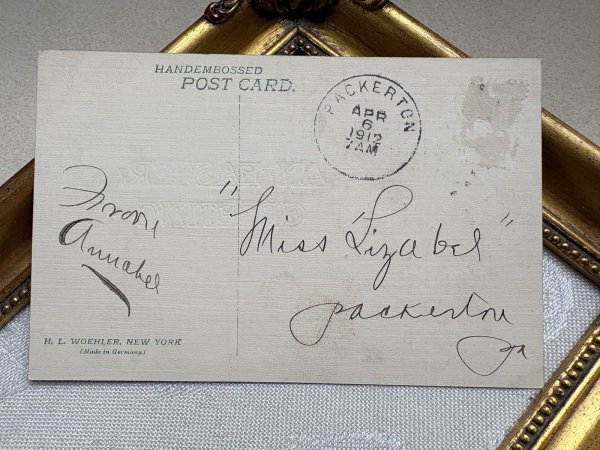 HANDEMBOSSED
POST CARD.
PACKERTON
APR
6
1912
7AM
From
Annabel
"Miss Lizabel"
Packerton
Pa
H. L. WOEHLER, NEW YORK
(Made in Germany)